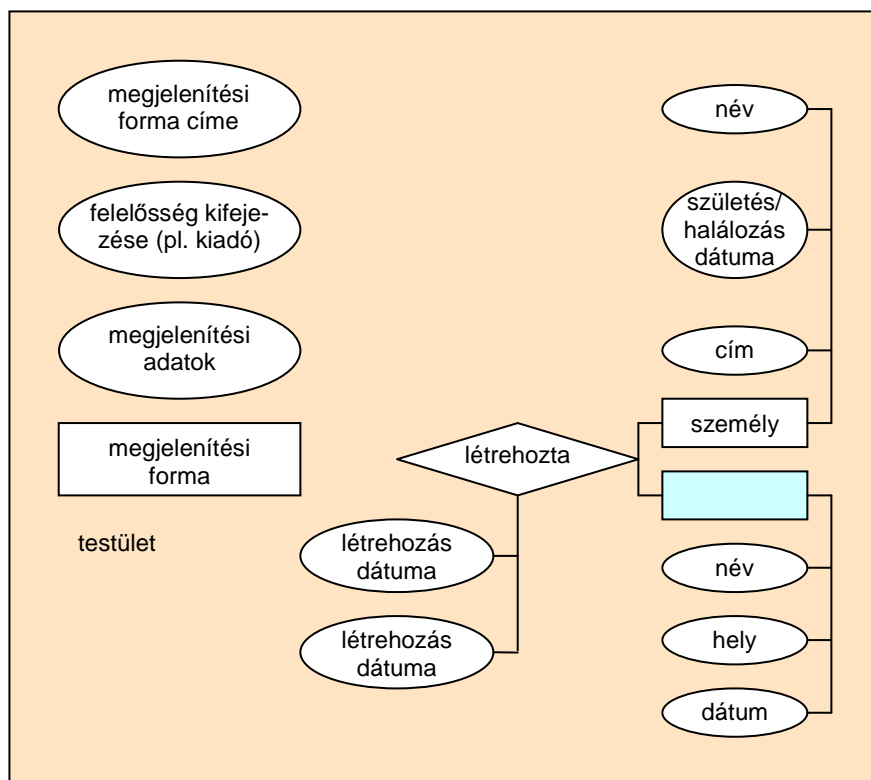 megjelenítési
forma címe
felelősség kifeje-
zése (pl. kiadó)
megjelenítési
adatok
megjelenítési
forma
testület
létrehozta
létrehozás
dátuma
létrehozás
dátuma
név
születés/
halálozás
dátuma
cím
személy
név
hely
dátum